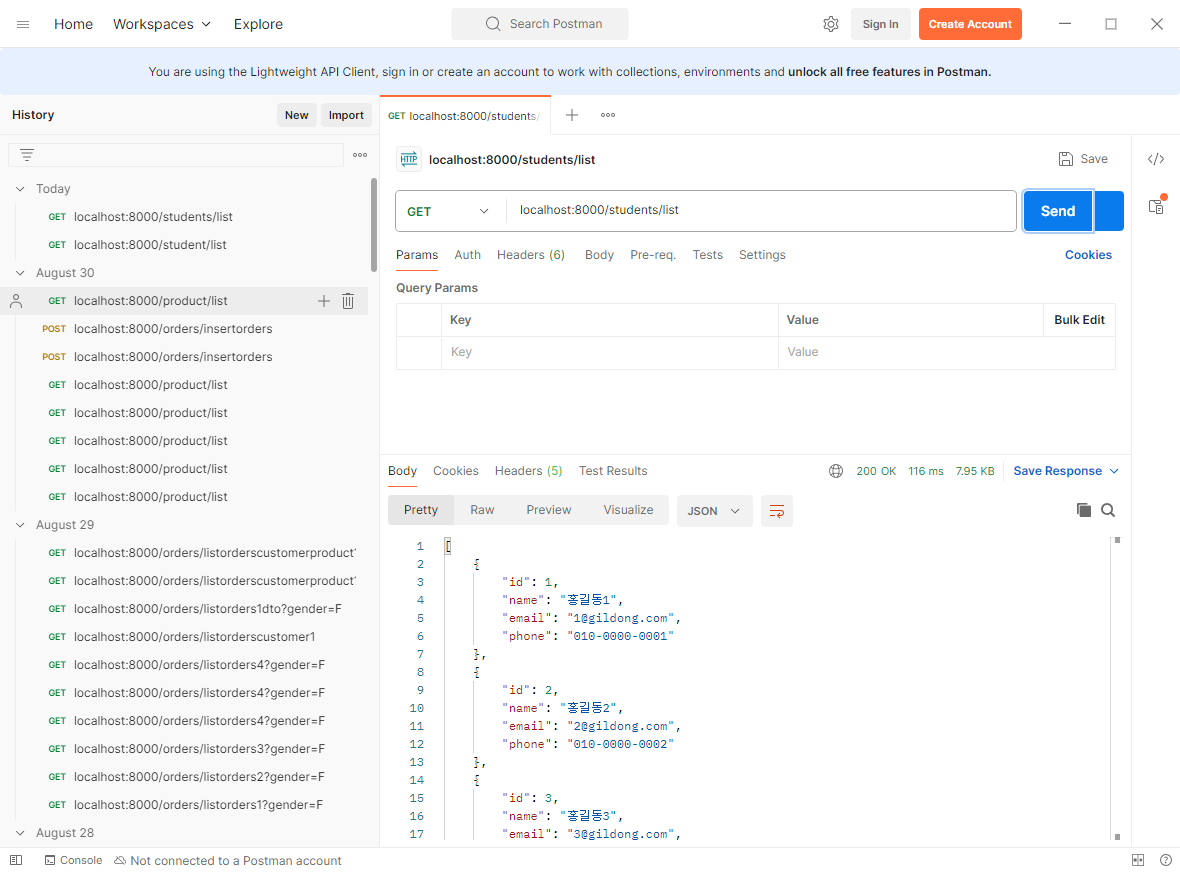 Home Workspaces Explore Search Postman Sign In Create Account
You are using the Lightweight API Client, sign in or create an account to work with collections, environments and unlock all free features in Postman.
History New Import
Today
GET localhost:8000/students/list
GET localhost:8000/student/list
August 30
GET localhost:8000/product/list
POST localhost:8000/orders/insertorders
POST localhost:8000/orders/insertorders
GET localhost:8000/product/list
GET localhost:8000/product/list
GET localhost:8000/product/list
GET localhost:8000/product/list
GET localhost:8000/product/list
August 29
GET localhost:8000/orders/listorderscustomerproduct
GET localhost:8000/orders/listorderscustomerproduct
GET localhost:8000/orders/listorders1dto?gender=F
GET localhost:8000/orders/listorderscustomer1
GET localhost:8000/orders/listorders4?gender=F
GET localhost:8000/orders/listorders4?gender=F
GET localhost:8000/orders/listorders4?gender=F
GET localhost:8000/orders/listorders3?gender=F
GET localhost:8000/orders/listorders2?gender=F
GET localhost:8000/orders/listorders1?gender=F
August 28
GET localhost:8000/students/
HTTP localhost:8000/students/list Save
GET localhost:8000/students/list Send
Params Auth Headers (6) Body Pre-req. Tests Settings Cookies
Query Params
Key Value Bulk Edit
Key Value
Body Cookies Headers (5) Test Results 200 OK 116 ms 7.95 KB Save Response
Pretty Raw Preview Visualize JSON
1 [
2 {
3 "id": 1,
4 "name": "홍길동1",
5 "email": "1@gildong.com",
6 "phone": "010-0000-0001"
7 },
8 {
9 "id": 2,
10 "name": "홍길동2",
11 "email": "2@gildong.com",
12 "phone": "010-0000-0002"
13 },
14 {
15 "id": 3,
16 "name": "홍길동3",
17 "email": "3@gildong.com",
Console Not connected to a Postman account